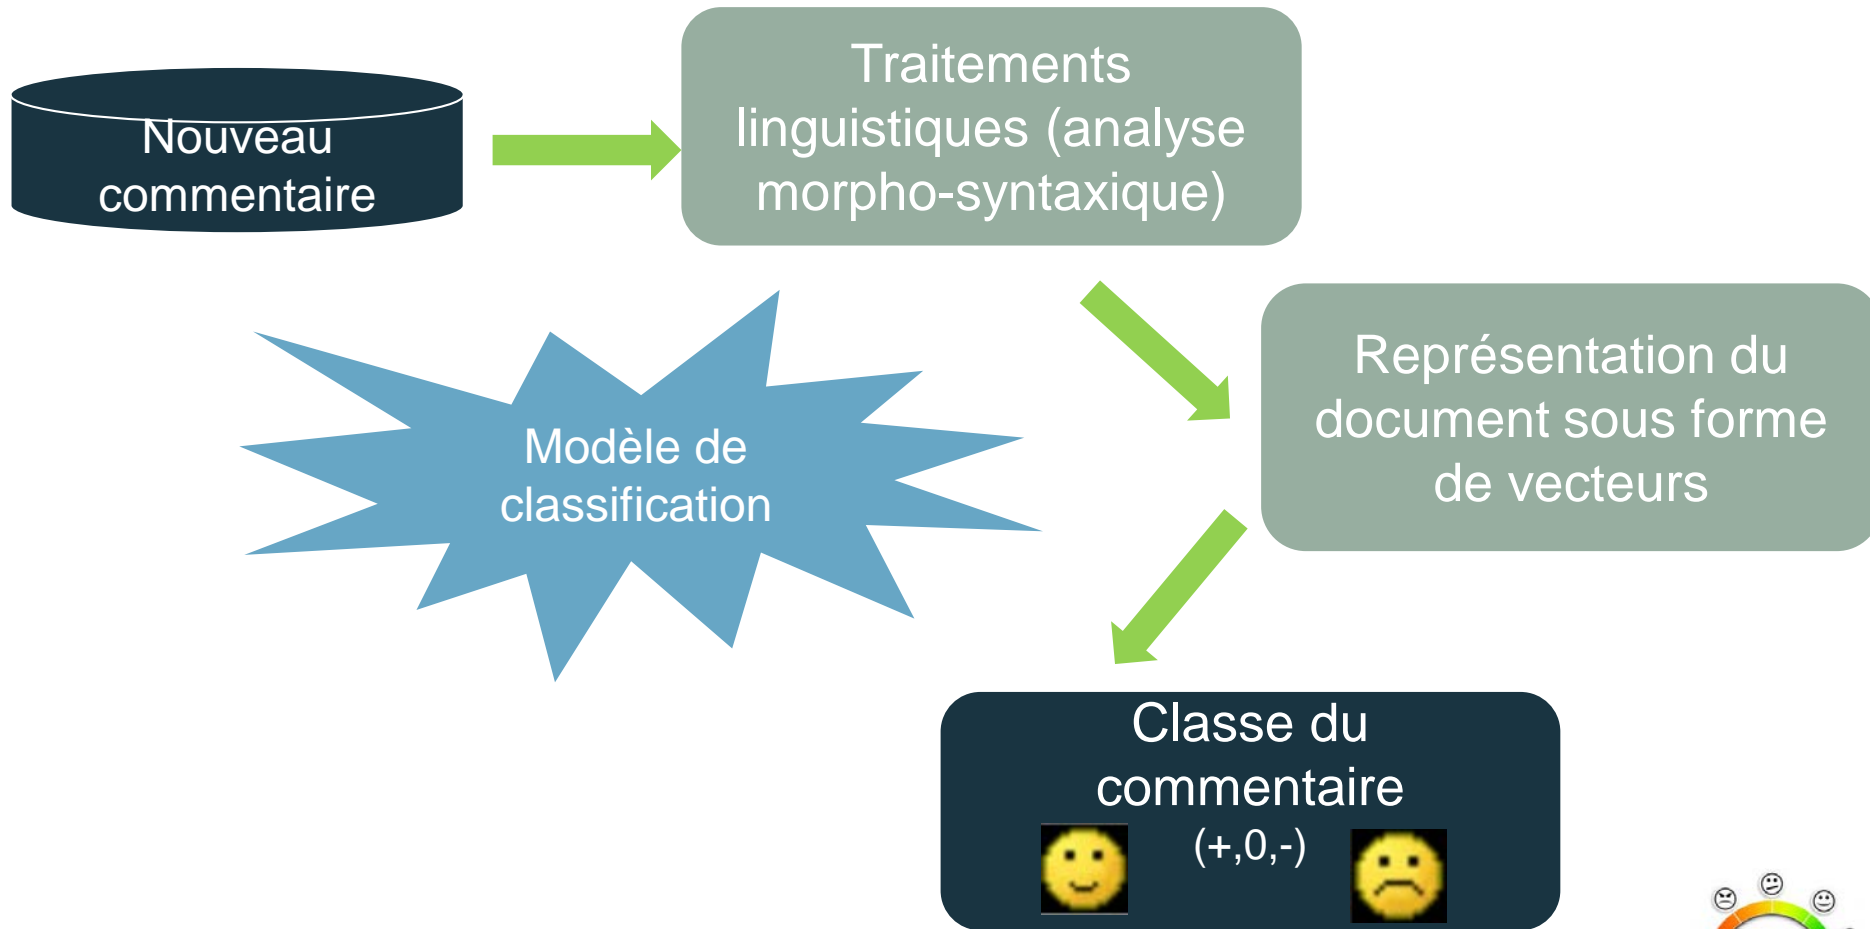 Nouveau
commentaire
Traitements
linguistiques (analyse
morpho-syntaxique)
Représentation du
document sous forme
de vecteurs
Modèle de
classification
Classe du
commentaire
(+,0,-)